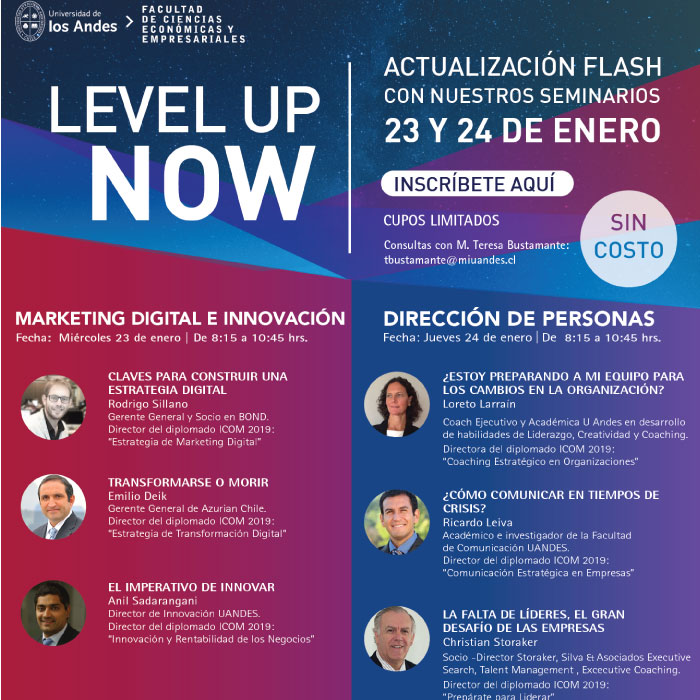 Universidad de
los Andes
FACULTAD
DE CIENCIAS
ECONÓMICAS Y
EMPRESARIALES
LEVEL UP
NOW
ACTUALIZACIÓN FLASH
CON NUESTROS SEMINARIOS
23 Y 24 DE ENERO
INSCRÍBETE AQUÍ
CUPOS LIMITADOS
Consultas con M. Teresa Bustamante:
tbustamante@miuandes.cl
SIN
COSTO
MARKETING DIGITAL E INNOVACIÓN
Fecha: Miércoles 23 de enero | De 8:15 a 10:45 hrs.
CLAVES PARA CONSTRUIR UNA
ESTRATEGIA DIGITAL
Rodrigo Sillano
Gerente General y Socio en BOND.
Director del diplomado ICOM 2019:
"Estrategia de Marketing Digital"
TRANSFORMARSE O MORIR
Emilio Deik
Gerente General de Azurian Chile.
Director del diplomado ICOM 2019:
"Estrategia de Transformación Digital"
EL IMPERATIVO DE INNOVAR
Anil Sadarangani
Director de Innovación UANDES.
Director del diplomado ICOM 2019:
"Innovación y Rentabilidad de los Negocios"
DIRECCIÓN DE PERSONAS
Fecha: Jueves 24 de enero | De 8:15 a 10:45 hrs.
¿ESTOY PREPARANDO A MI EQUIPO PARA
LOS CAMBIOS EN LA ORGANIZACIÓN?
Loreto Larraín
Coach Ejecutivo y Académica U Andes en desarrollo
de habilidades de Liderazgo, Creatividad y Coaching.
Directora del diplomado ICOM 2019:
"Coaching Estratégico en Organizaciones"
¿CÓMO COMUNICAR EN TIEMPOS DE
CRISIS?
Ricardo Leiva
Académico e investigador de la Facultad
de Comunicación UANDES.
Director del diplomado ICOM 2019:
"Comunicación Estratégica en Empresas"
LA FALTA DE LÍDERES, EL GRAN
DESAFÍO DE LAS EMPRESAS
Christian Storaker
Socio -Director Storaker, Silva & Asociados Executive
Search, Talent Management , Excecutive Coaching.
Director del diplomado ICOM 2019:
"Prepárate para Liderar"